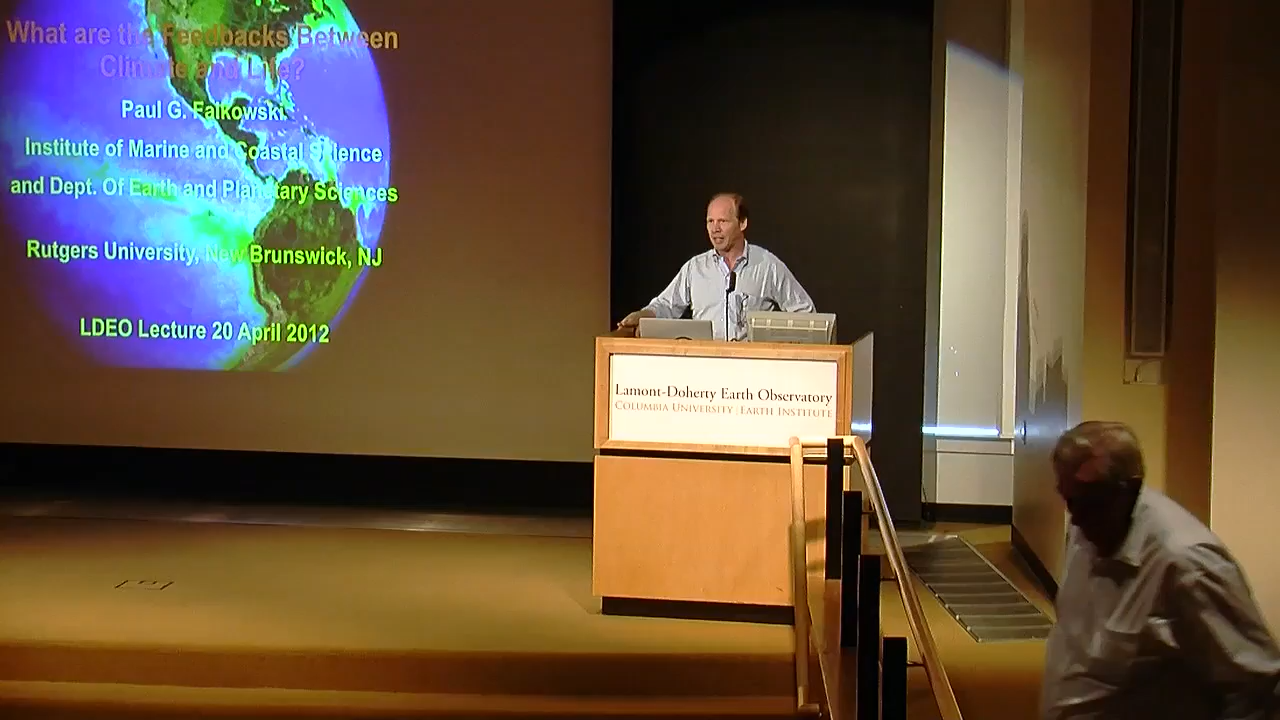 What are the Feedbacks Between
Climate and Life?
Paul G. Falkowski
Institute of Marine and Coastal Science
and Dept. Of Earth and Planetary Sciences
Rutgers University, New Brunswick, NJ
LDEO Lecture 20 April 2012
Lamont-Doherty Earth Observatory
COLUMBIA UNIVERSITY | EARTH INSTITUTE